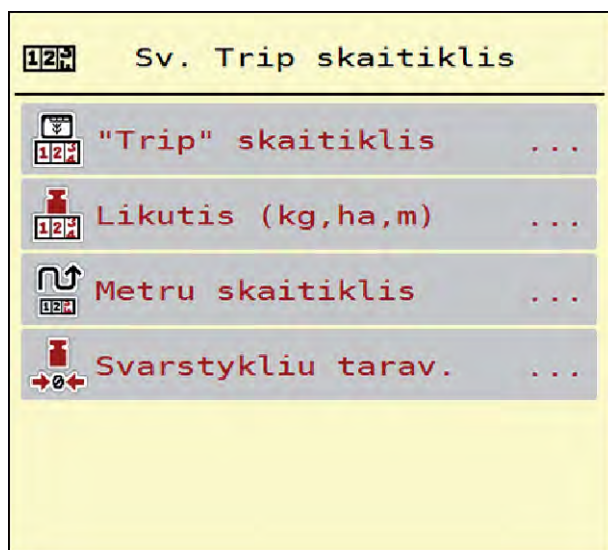 Sv. Trip skaitiklis
"Trip" skaitiklis ...
Likutis (kg,ha,m) ...
Metru skaitiklis ...
Svarstykliu tarav. ...